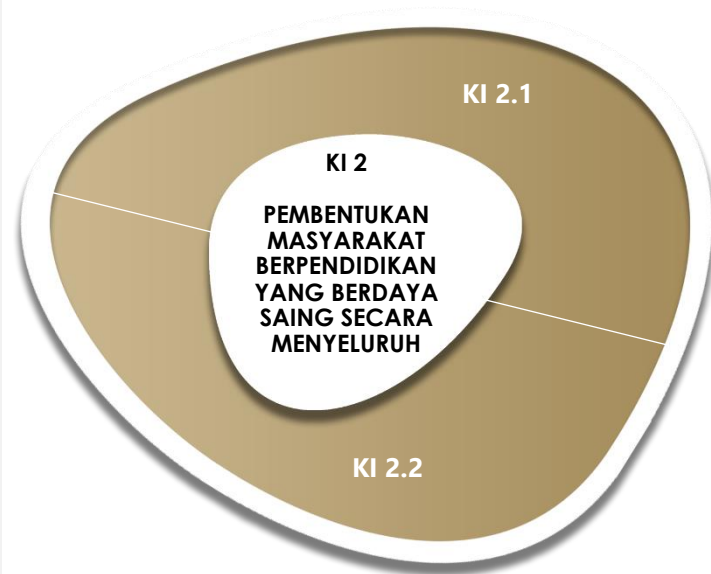 KI 2.1
KI 2
PEMBENTUKAN
MASYARAKAT
BERPENDIDIKAN
YANG BERDAYA
SAING SECARA
MENYELURUH
KI 2.2